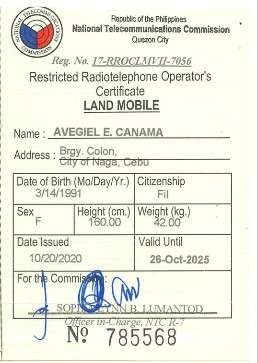 Republic of the Philippines
National Telecommunications Commission
Quezon City
Reg. No. 17-RROCLMVII-7056
Restricted Radiotelephone Operator's
Certificate
LAND MOBILE
Name : AVEGIEL E. CANAMA
Address : Brgy. Colon,
City of Naga, Cebu
Date of Birth (Mo/Day/Yr.) Citizenship
3/14/1991 Fil
Sex Height (cm.) Weight (kg.)
F 160.00 42.00
Date Issued Valid Until
10/20/2020 26-Oct-2025
For the Commission:
LYNN B. LUMANTOD
Officer in-Charge, NTC R-7
No. 785568